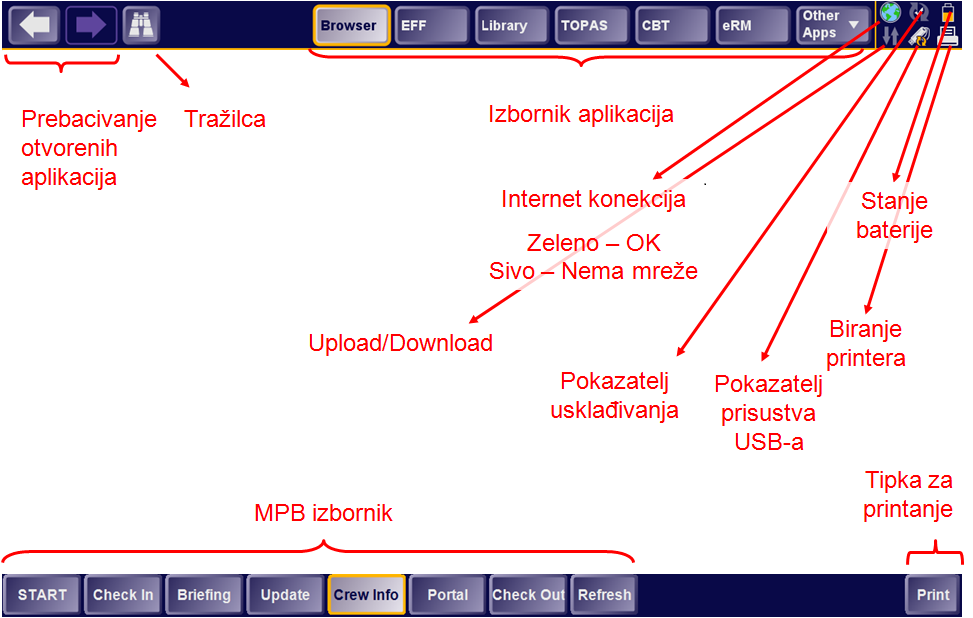 Browser
EFF
Library
TOPAS
CBT
eRM
Other
Apps
Prebacivanje
otvorenih
aplikacija
Tražilca
Izbornik aplikacija
Internet konekcija
Zeleno – OK
Sivo – Nema mreže
Stanje
baterije
Upload/Download
Biranje
printera
Pokazatelj
usklađivanja
Pokazatelj
prisustva
USB-a
Tipka za
printanje
MPB izbornik
START
Check In
Briefing
Update
Crew Info
Portal
Check Out
Refresh
Print